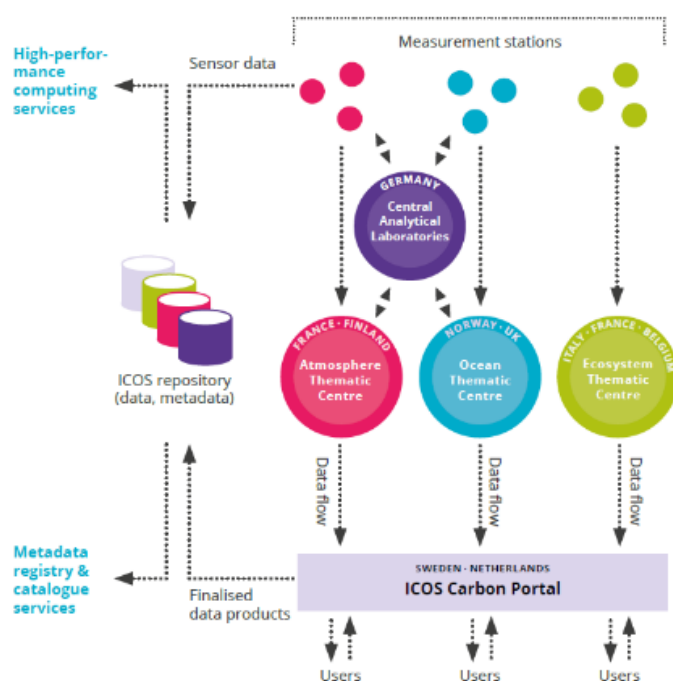 Measurement stations
High-perfor-
mance
computing
services
Sensor data
GERMANY
Central
Analytical
Laboratories
FRANCE · FINLAND
Atmosphere
Thematic
Centre
NORWAY · UK
Ocean
Thematic
Centre
ITALY · FRANCE · BELGIUM
Ecosystem
Thematic
Centre
ICOS repository
(data, metadata)
Data flow
Data flow
Data flow
Metadata
registry &
catalogue
services
Finalised
data products
SWEDEN · NETHERLANDS
ICOS Carbon Portal
Users
Users
Users